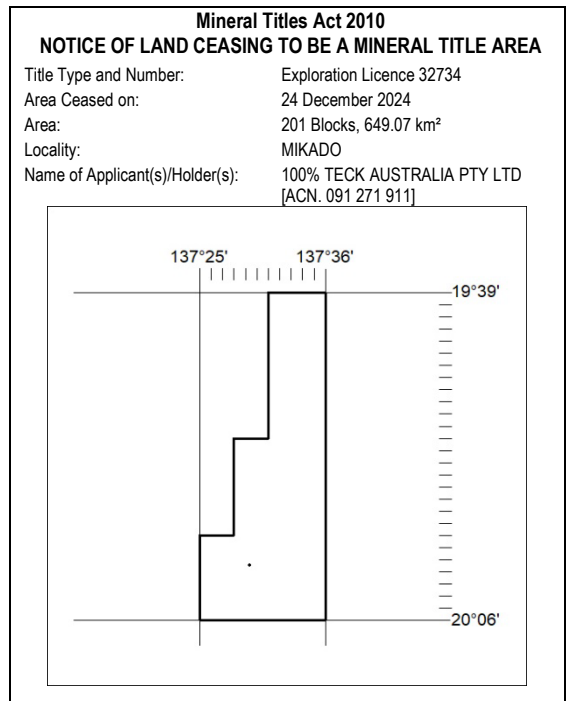 Mineral Titles Act 2010
NOTICE OF LAND CEASING TO BE A MINERAL TITLE AREA
Title Type and Number: Exploration Licence 32734
Area Ceased on: 24 December 2024
Area: 201 Blocks, 649.07 km²
Locality: MIKADO
Name of Applicant(s)/Holder(s): 100% TECK AUSTRALIA PTY LTD
[ACN. 091 271 911]
137°25' 137°36'
19°39'
20°06'